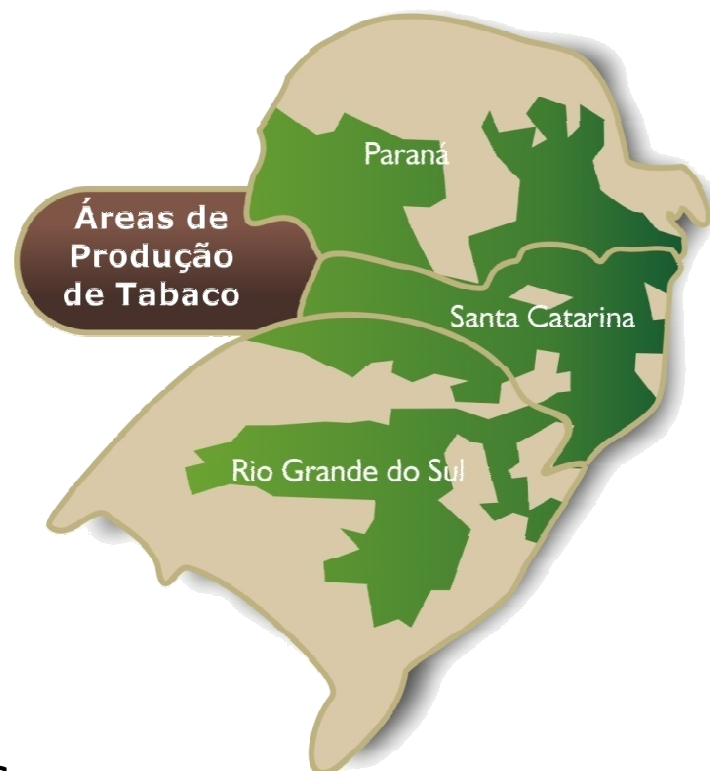 Paraná
Áreas de
Produção
de Tabaco
Santa Catarina
Rio Grande do Sul